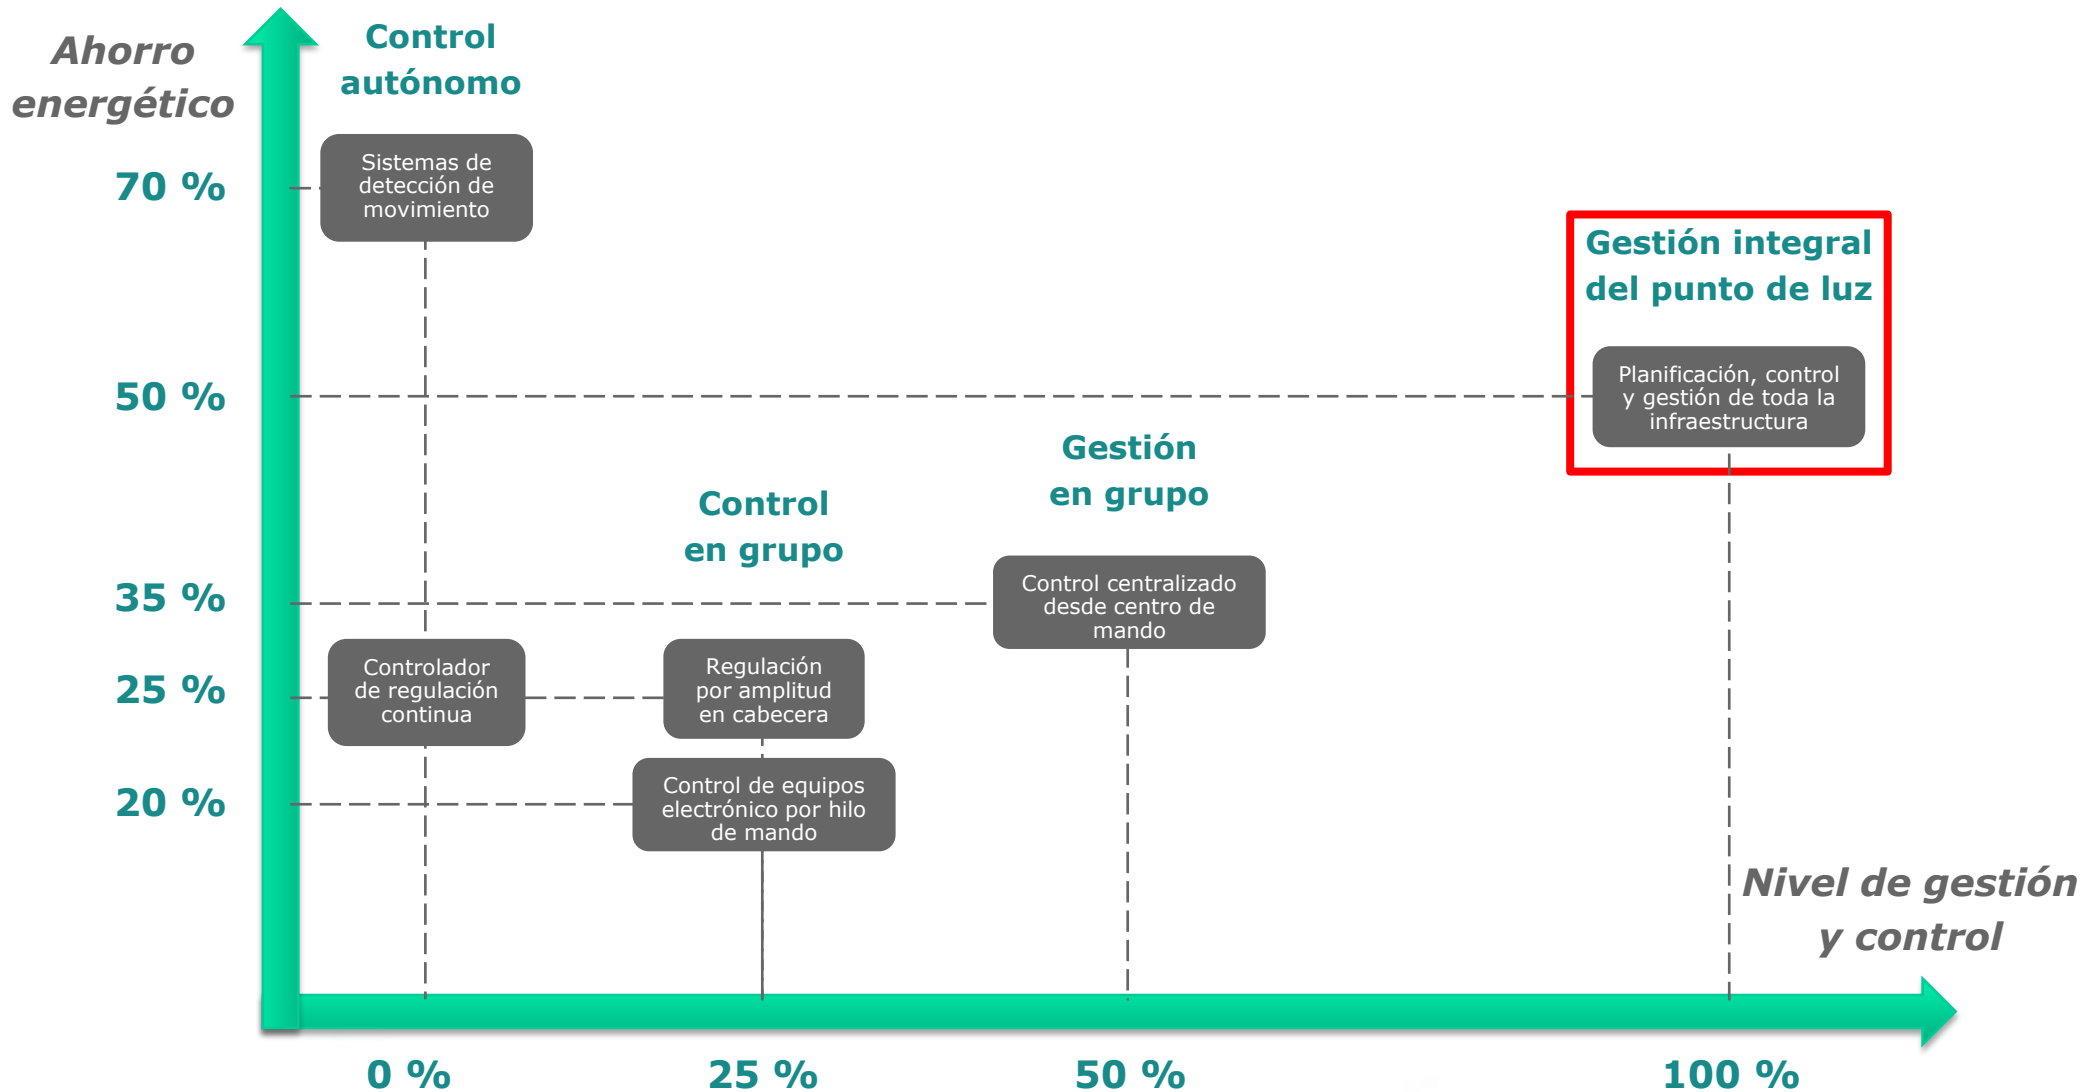 Ahorro
energético
Control
autónomo
70 %
Sistemas de
detección de
movimiento
Gestión integral
del punto de luz
50 %
Planificación, control
y gestión de toda la
infraestructura
Gestión
en grupo
Control
en grupo
35 %
Control centralizado
desde centro de
mando
25 %
Controlador
de regulación
continua
Regulación
por amplitud
en cabecera
20 %
Control de equipos
electrónico por hilo
de mando
Nivel de gestión
y control
0 %
25 %
50 %
100 %